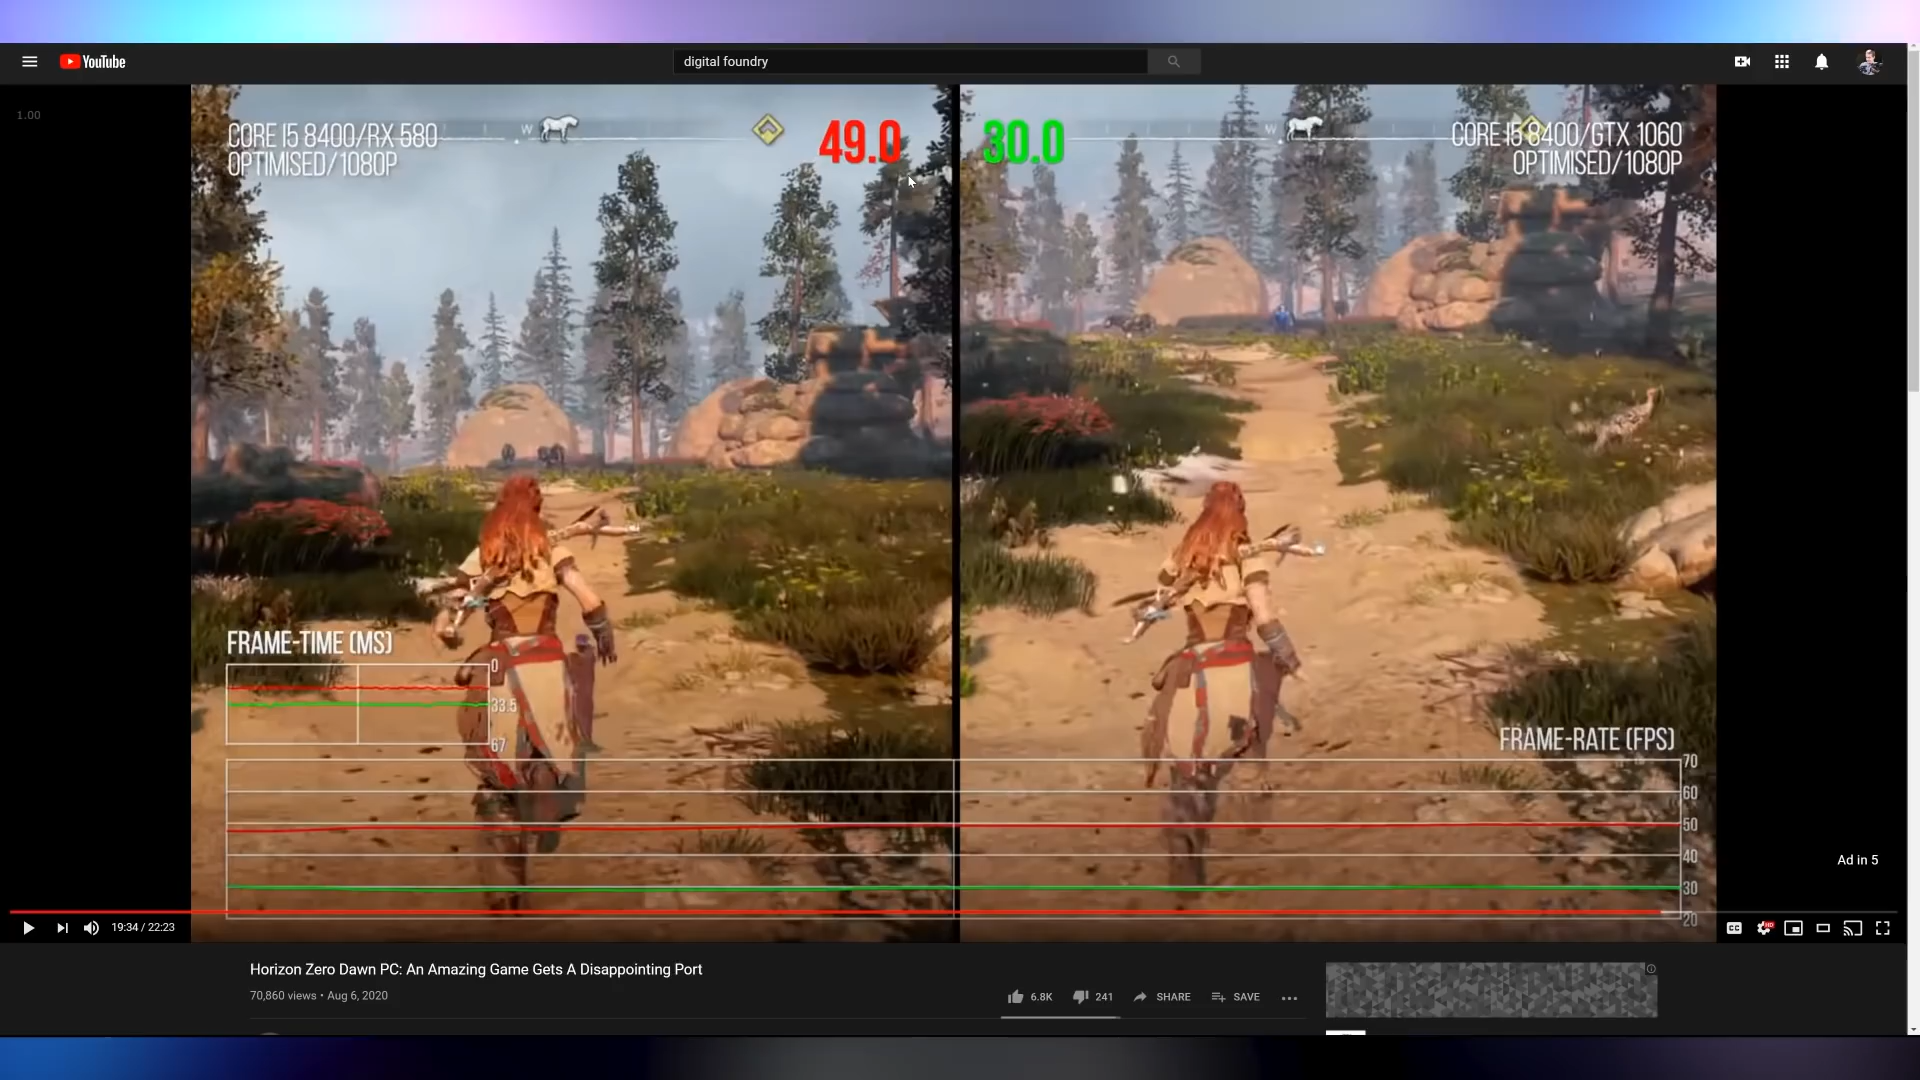 YouTube
digital foundry
1.00
CORE I5 8400/RX 580
OPTIMISED/1080P
W
49.0
30.0
W
CORE I5 8400/GTX 1060
OPTIMISED/1080P
FRAME-TIME (MS)
0
33.5
67
FRAME-RATE (FPS)
70
60
50
40
30
20
Ad in 5
19:34 / 22:23
CC
HD
Horizon Zero Dawn PC: An Amazing Game Gets A Disappointing Port
70,860 views • Aug 6, 2020
6.8K
241
SHARE
SAVE